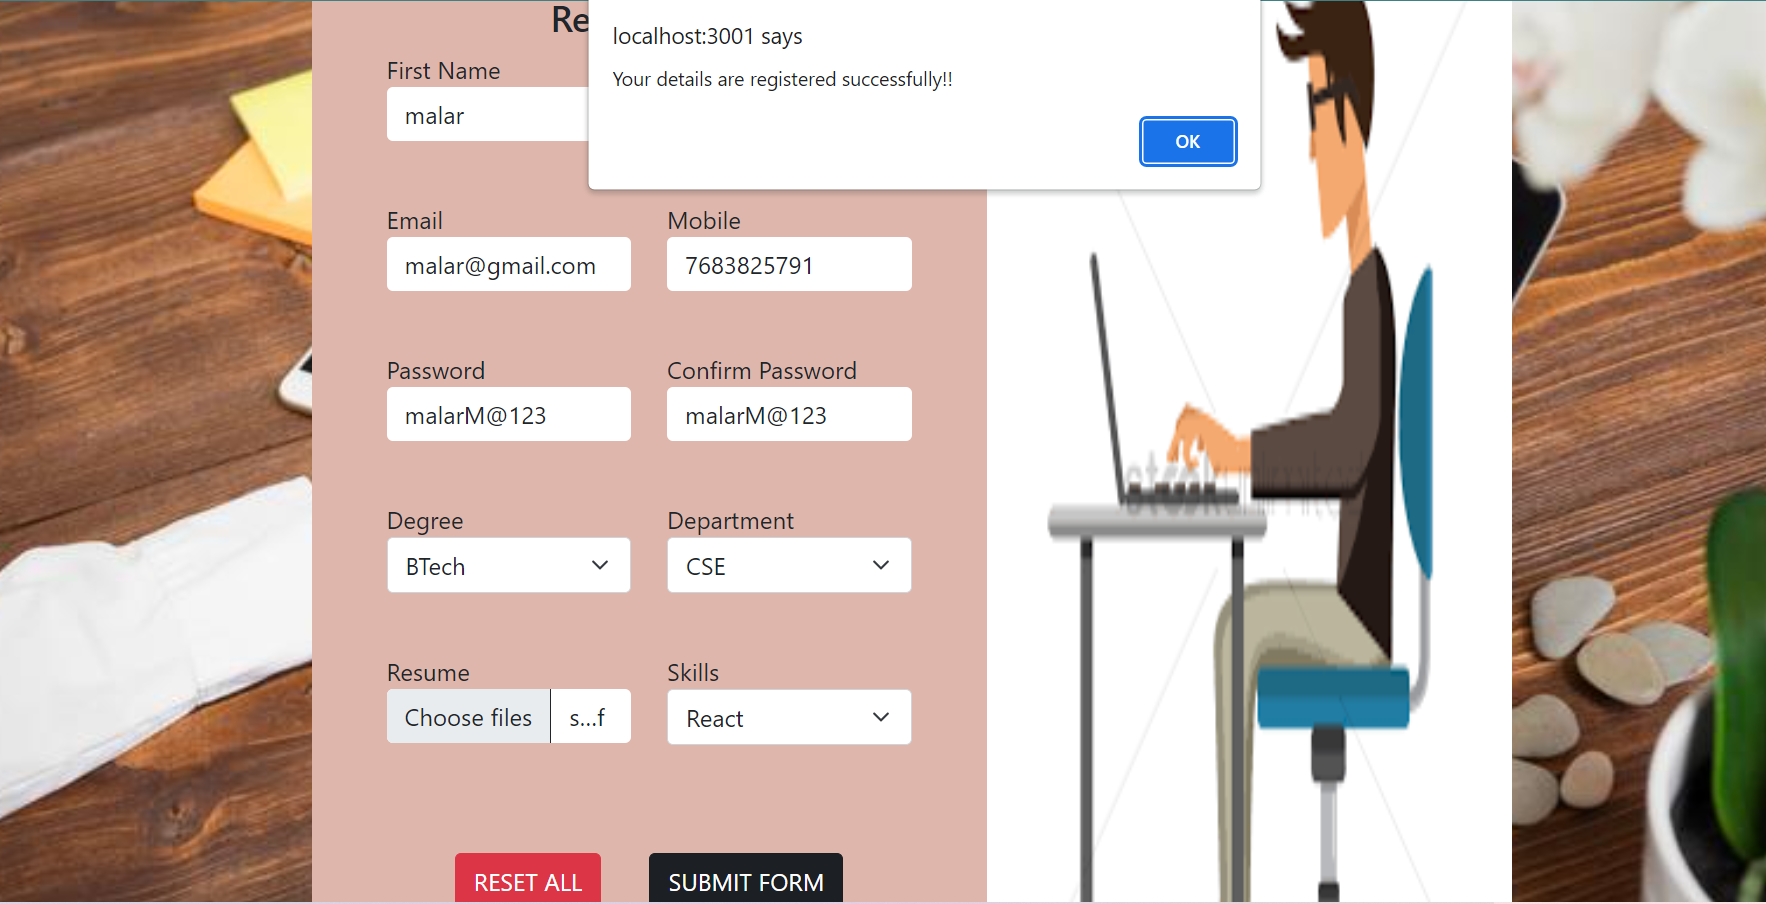 Re
localhost:3001 says
Your details are registered successfully!!
OK
First Name
malar
Email Mobile
malar@gmail.com 7683825791
Password Confirm Password
malarM@123 malarM@123
Degree Department
BTech CSE
Resume Skills
Choose files s...f React
RESET ALL SUBMIT FORM